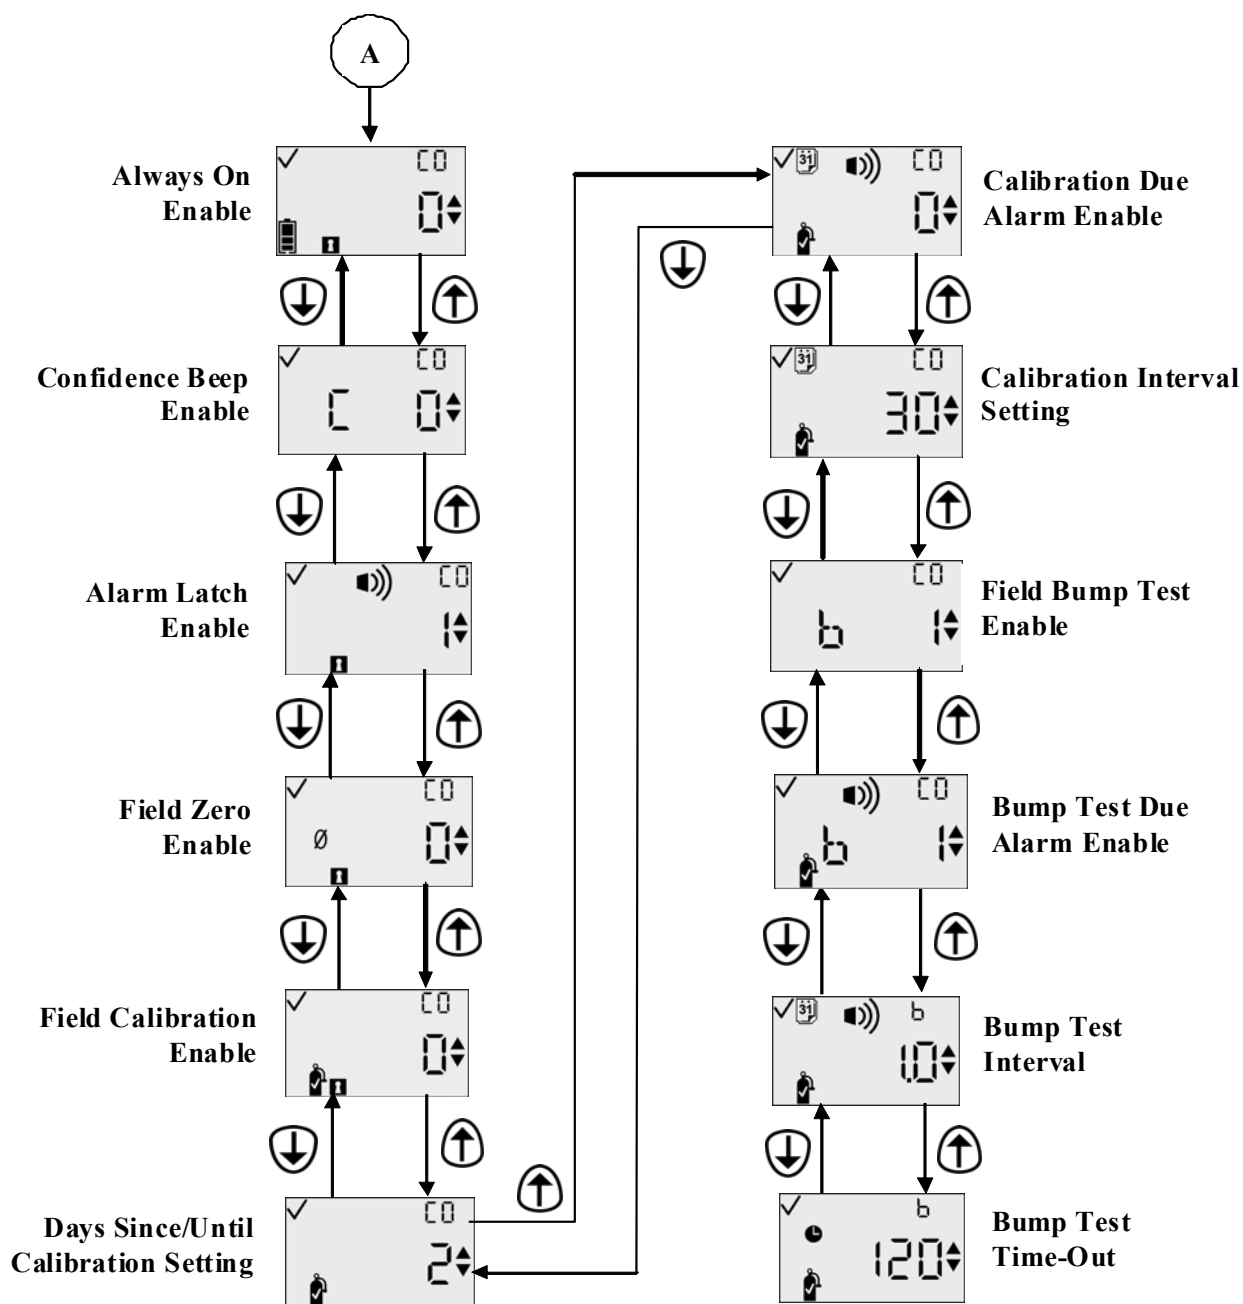 A
Always On
Enable
CO
0
Confidence Beep
Enable
CO
C 0
Alarm Latch
Enable
CO
1
Field Zero
Enable
CO
Ø 0
Field Calibration
Enable
CO
0
Days Since/Until
Calibration Setting
CO
2
31 CO
0
Calibration Due
Alarm Enable
31 CO
30
Calibration Interval
Setting
CO
b 1
Field Bump Test
Enable
CO
b 1
Bump Test Due
Alarm Enable
31 b
1.0
Bump Test
Interval
b
120
Bump Test
Time-Out